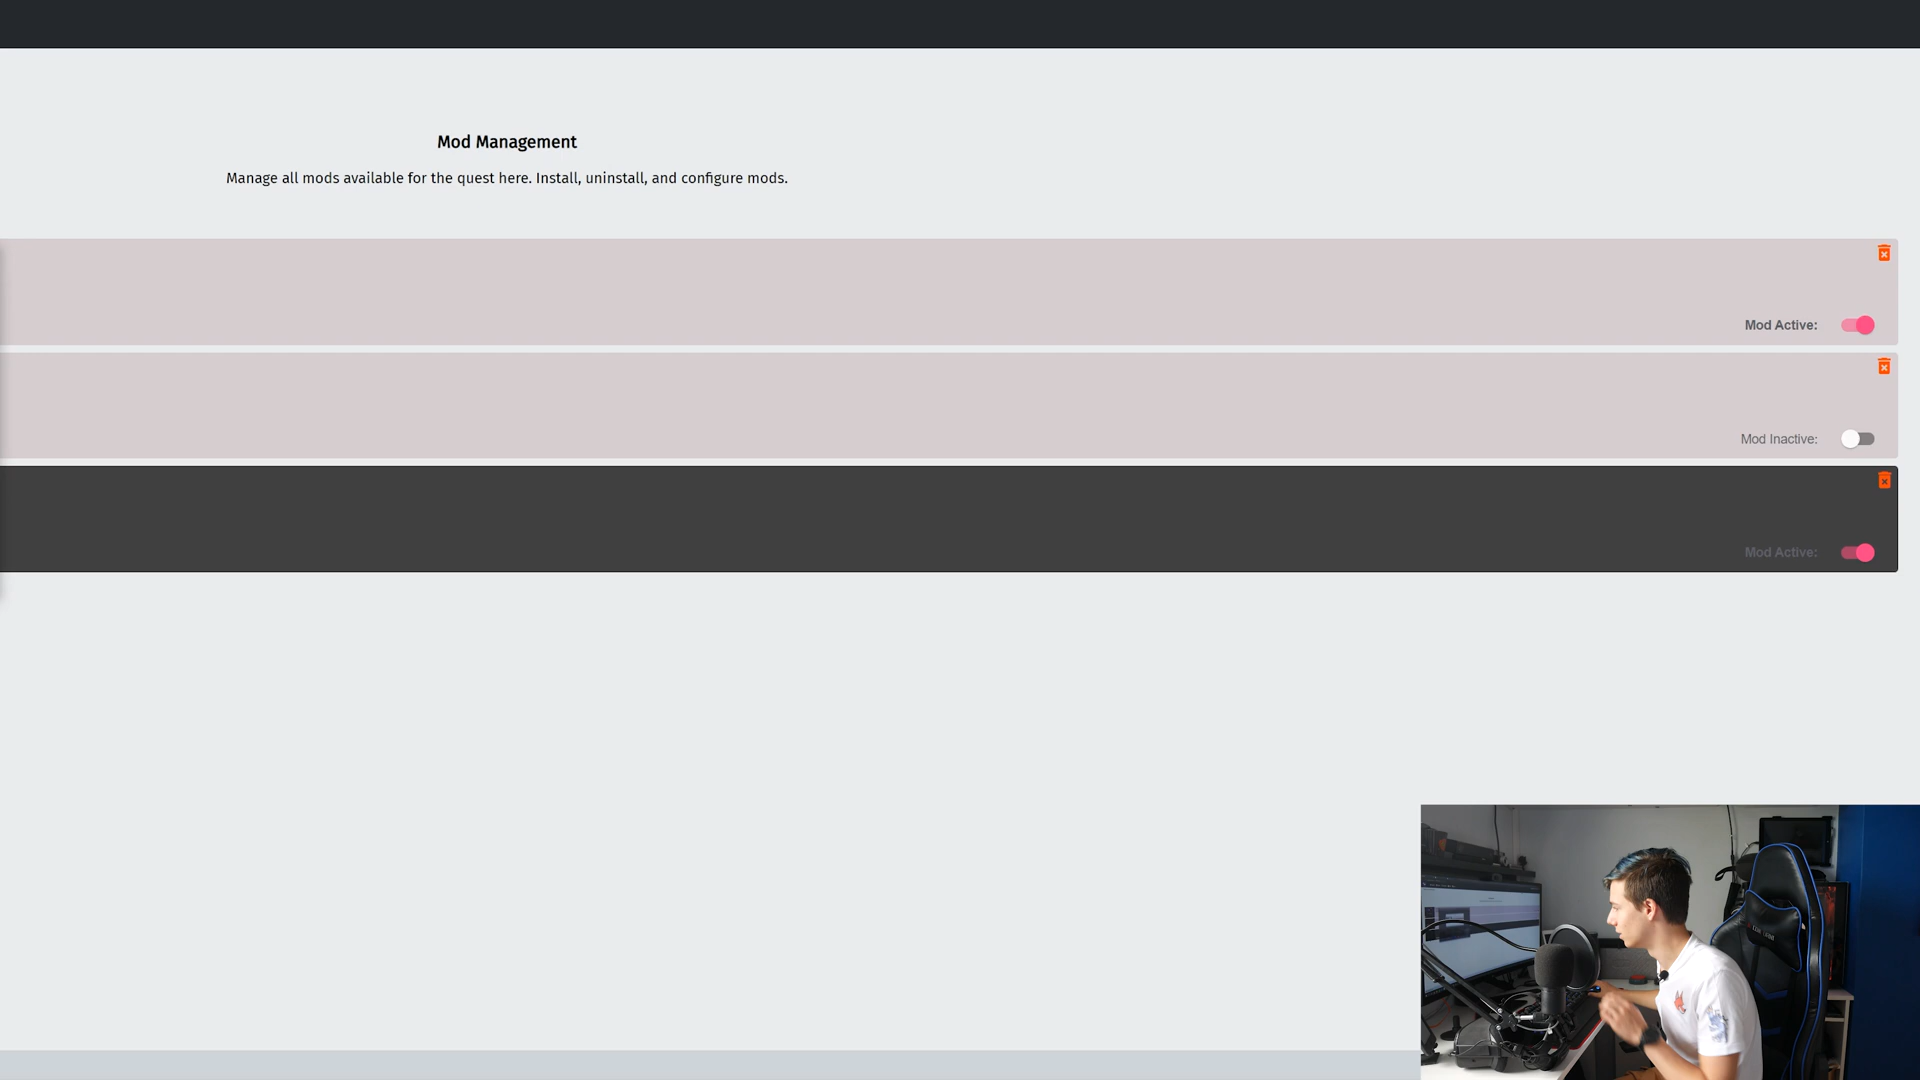 Mod Management
Manage all mods available for the quest here. Install, uninstall, and configure mods.
Mod Active:
Mod Inactive:
Mod Active: